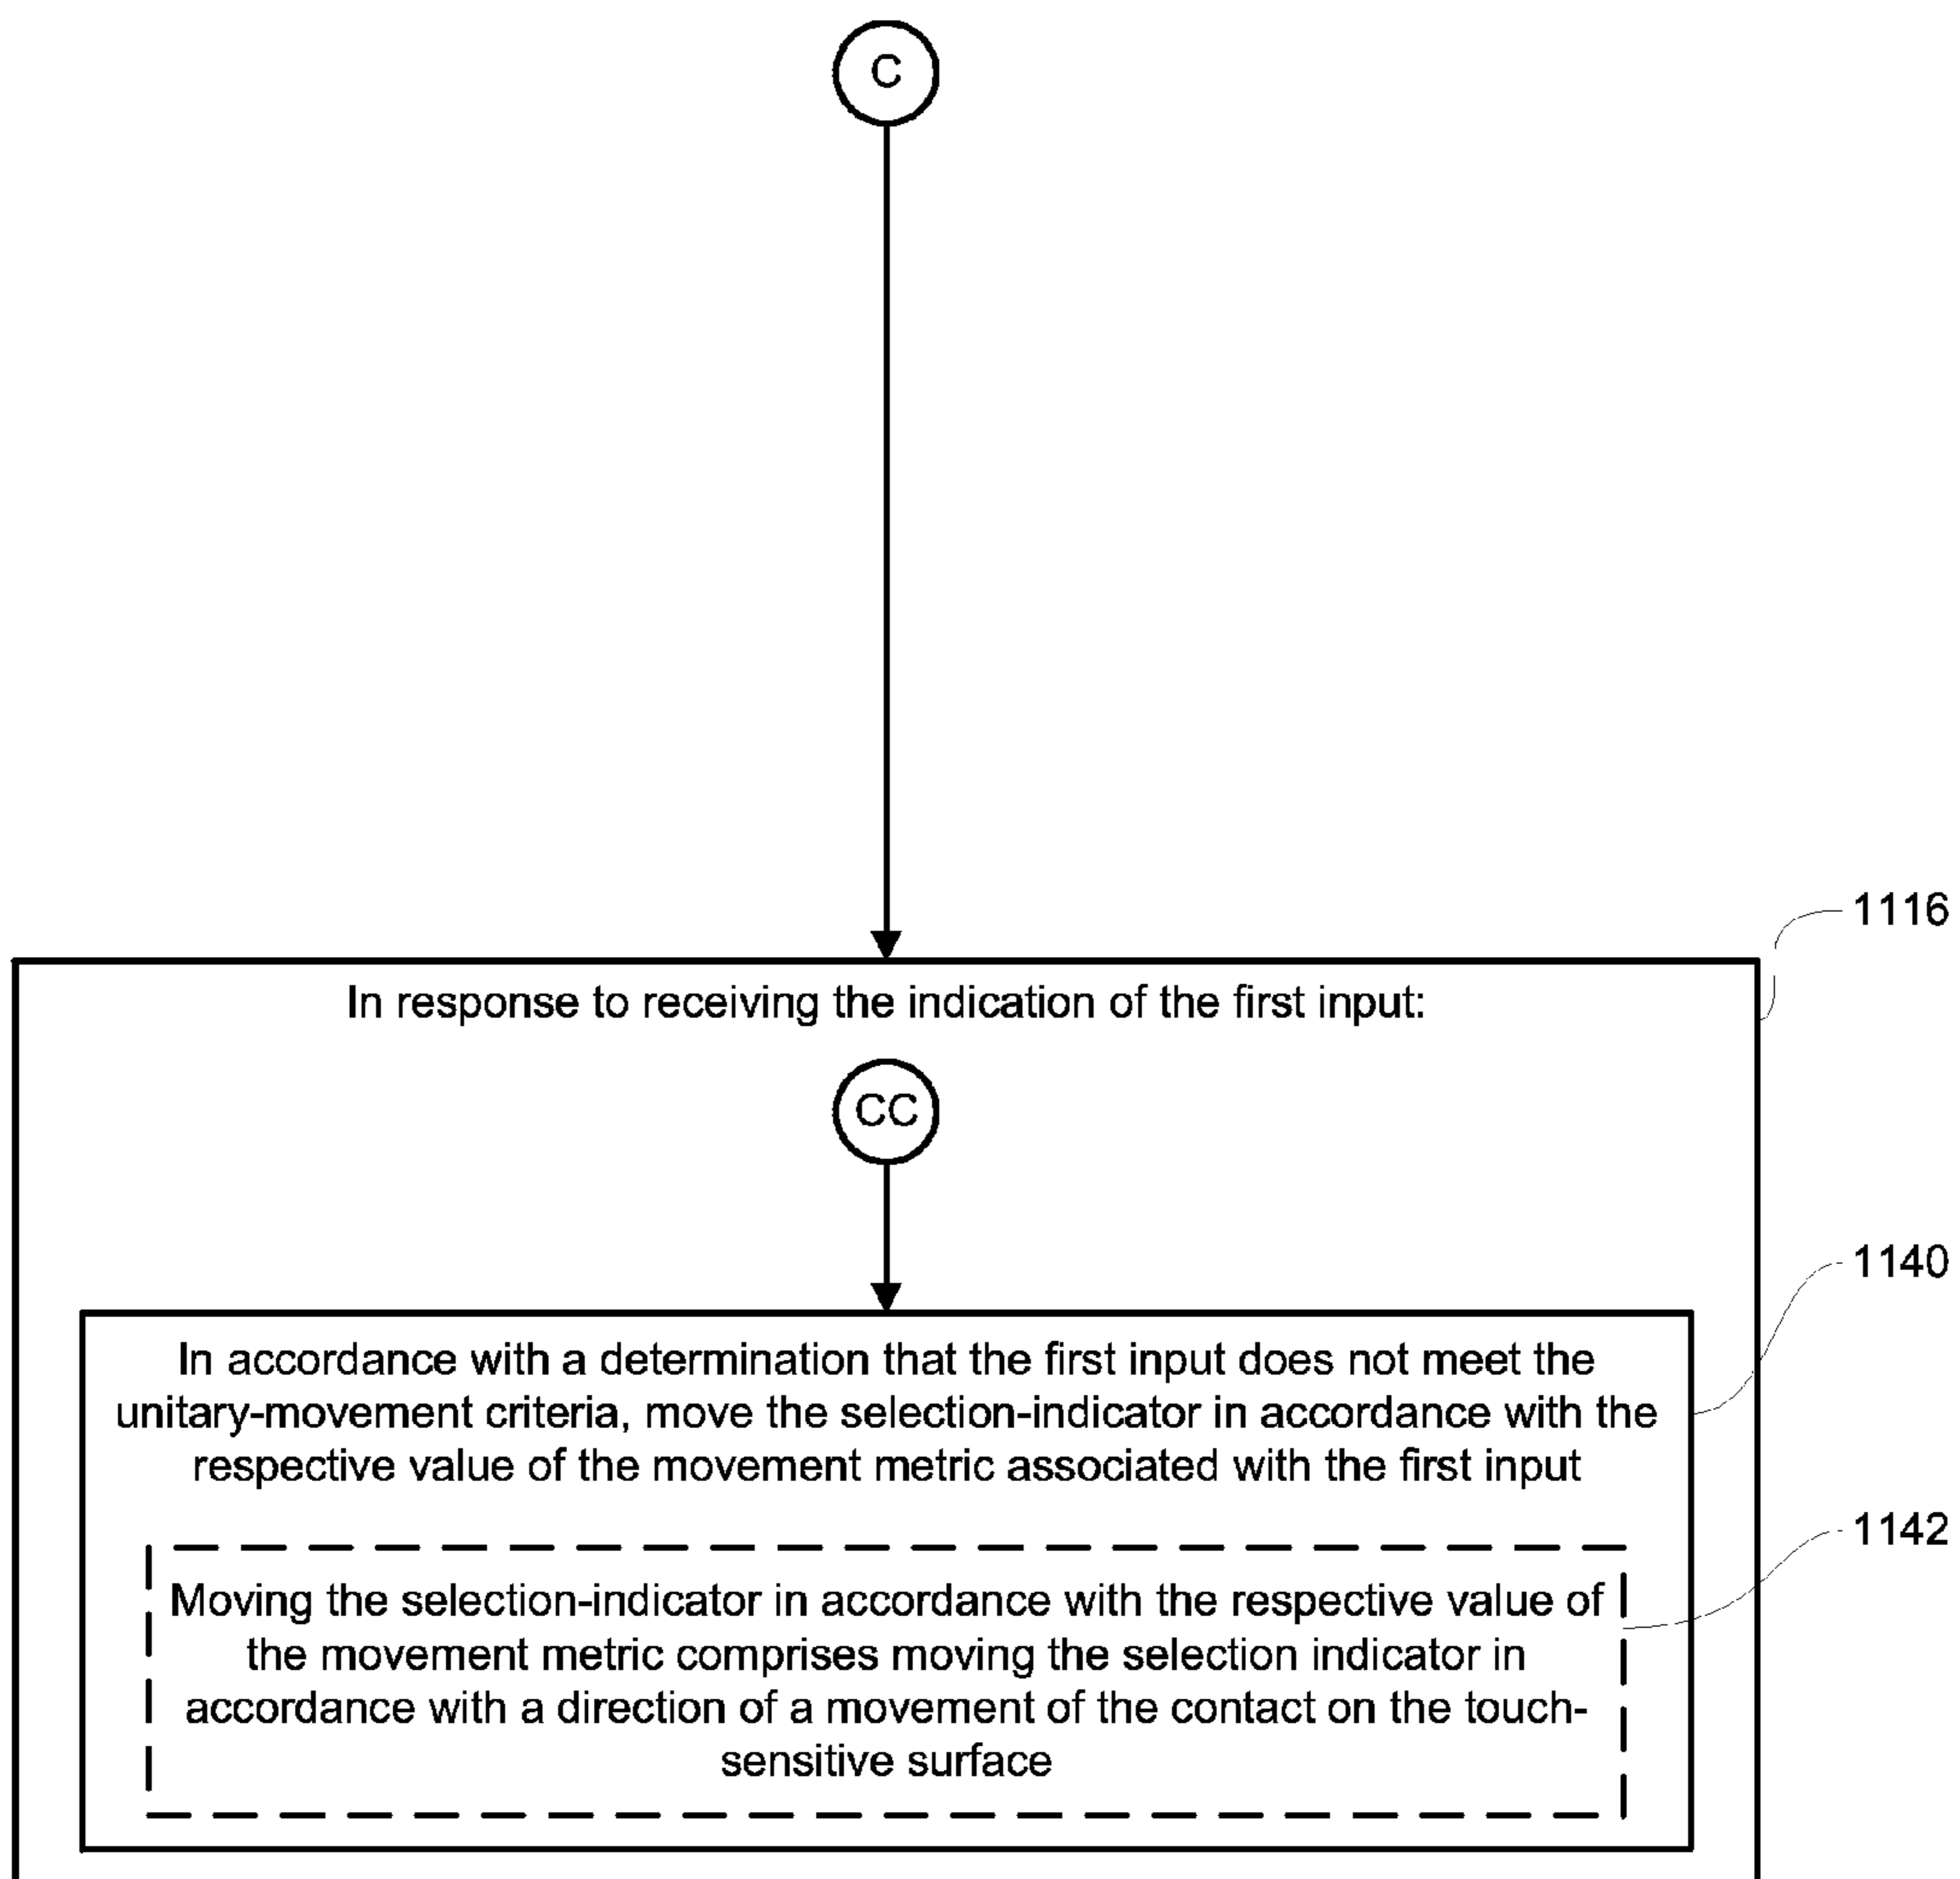 C
1116
In response to receiving the indication of the first input:
CC
1140
In accordance with a determination that the first input does not meet the
unitary-movement criteria, move the selection-indicator in accordance with the
respective value of the movement metric associated with the first input
1142
Moving the selection-indicator in accordance with the respective value of
the movement metric comprises moving the selection indicator in
accordance with a direction of a movement of the contact on the touch-
sensitive surface